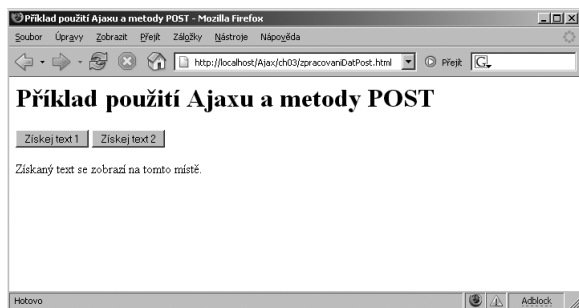 Příklad použití Ajaxu a metody POST - Mozilla Firefox
Soubor Úpravy Zobrazit Přejít Záložky Nástroje Nápověda
http://localhost/Ajax/ch03/zpracovaniDatPost.html Přejít G
Příklad použití Ajaxu a metody POST
Získej text 1 Získej text 2
Získaný text se zobrazí na tomto místě.
Hotovo Adblock